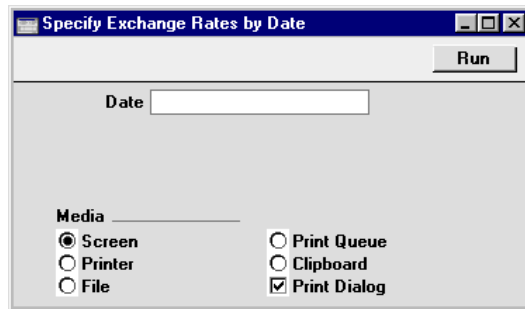 Specify Exchange Rates by Date
Run
Date
Media
Screen
Print Queue
Printer
Clipboard
File
Print Dialog